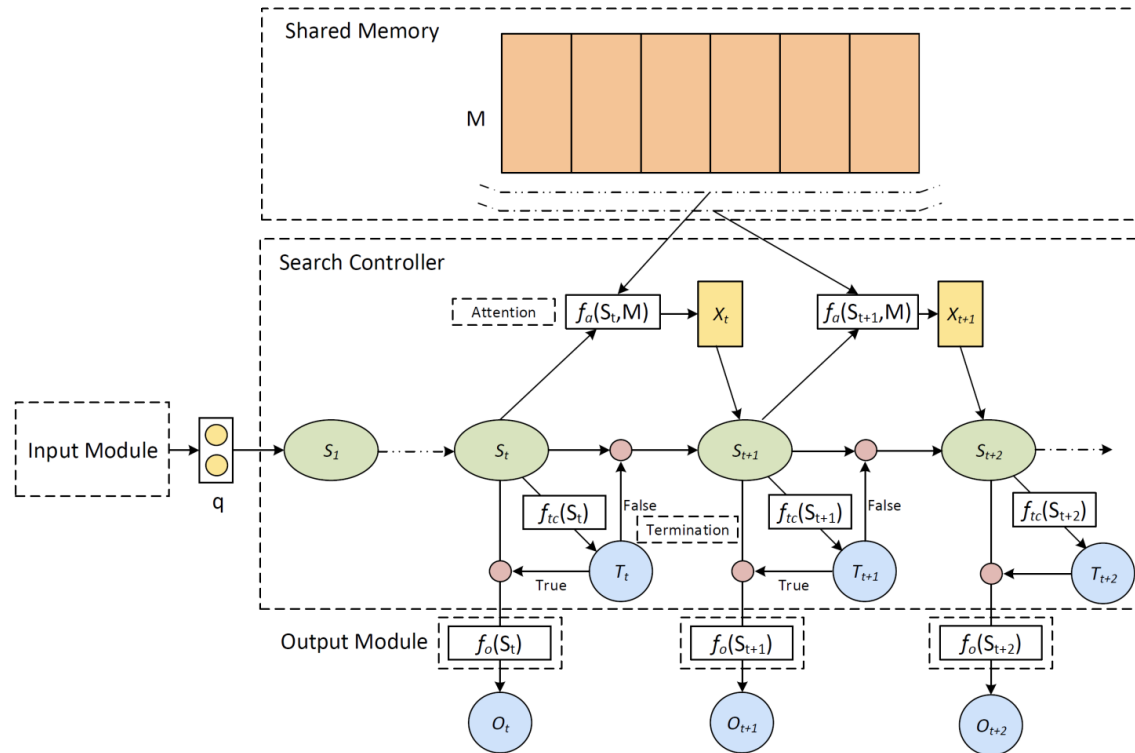 Shared Memory
M
Search Controller
Attention
fa(St,M)
Xt
fa(St+1,M)
Xt+1
Input Module
q
S1
St
St+1
St+2
ftc(St)
False
Termination
ftc(St+1)
False
ftc(St+2)
Tt
True
Tt+1
True
Tt+2
Output Module
fo(St)
fo(St+1)
fo(St+2)
Ot
Ot+1
Ot+2